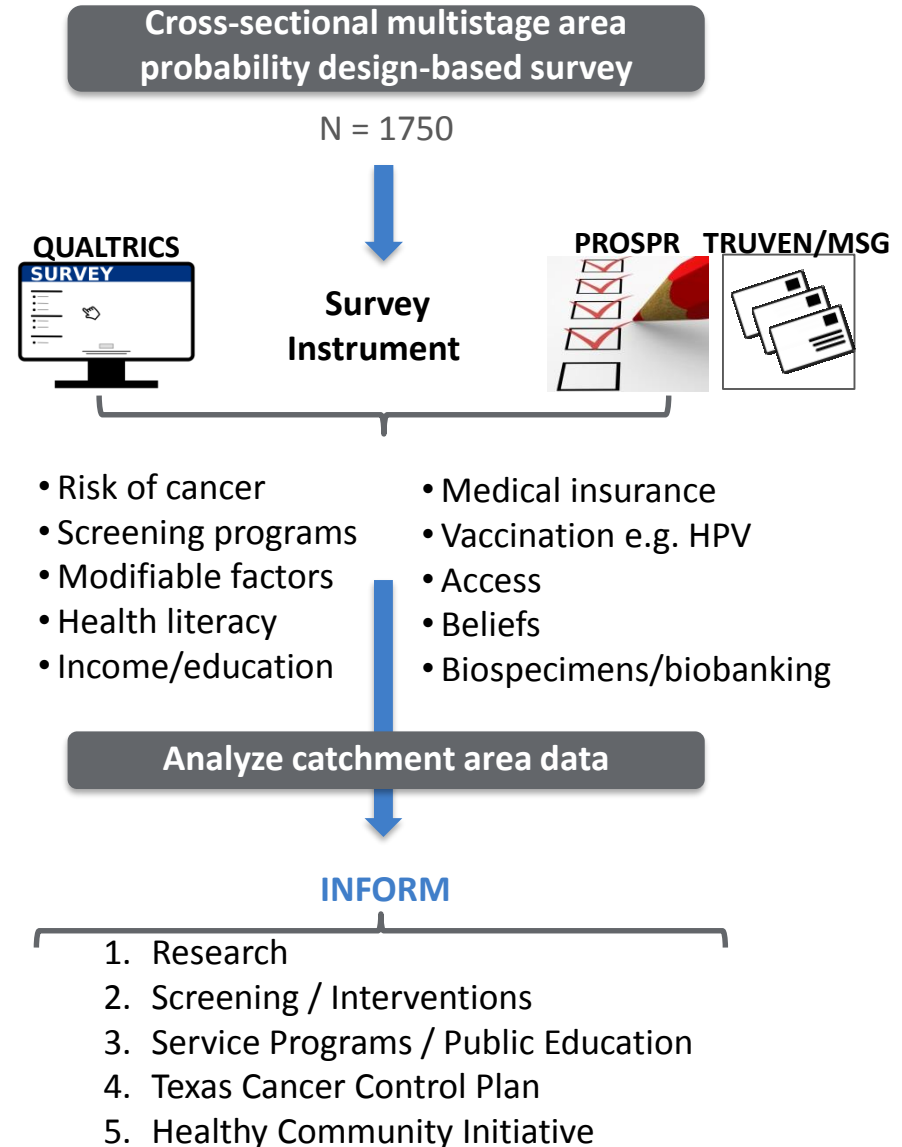 Cross-sectional multistage area
probability design-based survey
N = 1750
QUALTRICS
PROSPR TRUVEN/MSG
SURVEY
Survey
Instrument
• Risk of cancer
• Screening programs
• Modifiable factors
• Health literacy
• Income/education
• Medical insurance
• Vaccination e.g. HPV
• Access
• Beliefs
• Biospecimens/biobanking
Analyze catchment area data
INFORM
1. Research
2. Screening / Interventions
3. Service Programs / Public Education
4. Texas Cancer Control Plan
5. Healthy Community Initiative